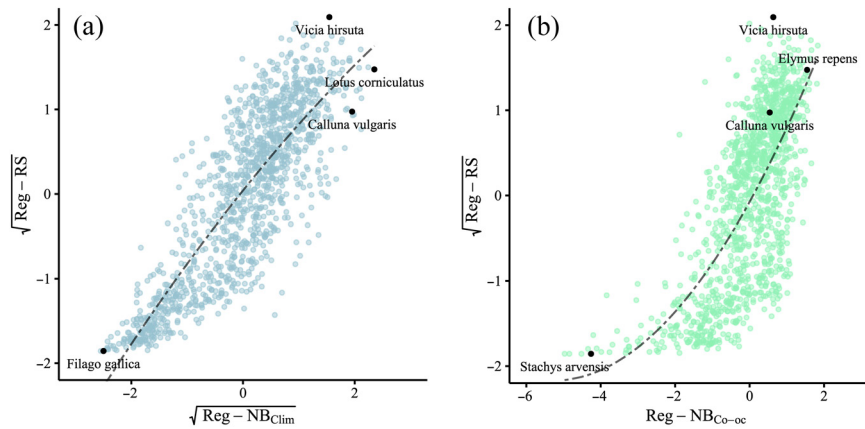 (a)
Vicia hirsuta
Lotus corniculatus
Calluna vulgaris
Filago gallica
2
1
0
−1
−2
−2
0
2
√Reg − RS
√Reg − NB_Clim
(b)
Vicia hirsuta
Elymus repens
Calluna vulgaris
Stachys arvensis
2
1
0
−1
−2
−6
−4
−2
0
2
√Reg − RS
Reg − NB_Co−oc